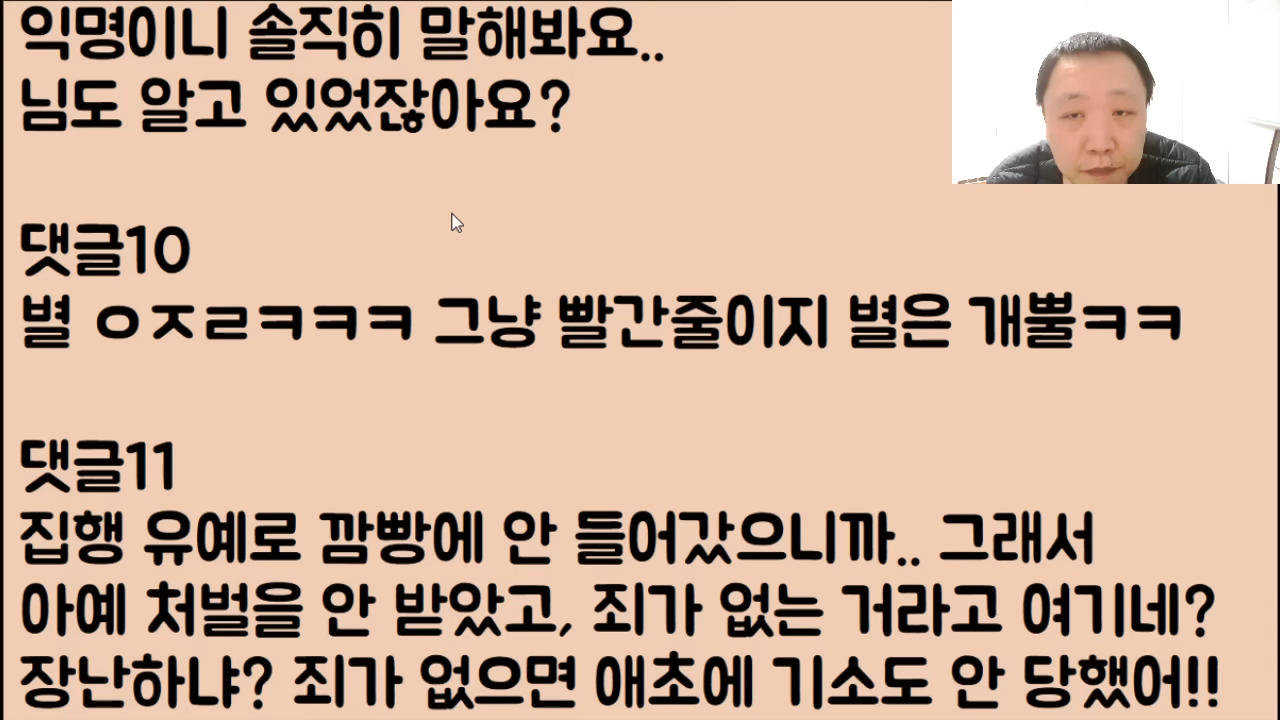 익명이니 솔직히 말해봐요..
님도 알고 있었잖아요?
댓글10
별 ㅇㅈㄹㅋㅋㅋ 그냥 빨간줄이지 별은 개뿔ㅋㅋ
댓글11
집행 유예로 깜빵에 안 들어갔으니까.. 그래서
아예 처벌을 안 받았고, 죄가 없는 거라고 여기네?
장난하냐? 죄가 없으면 애초에 기소도 안 당했어!!